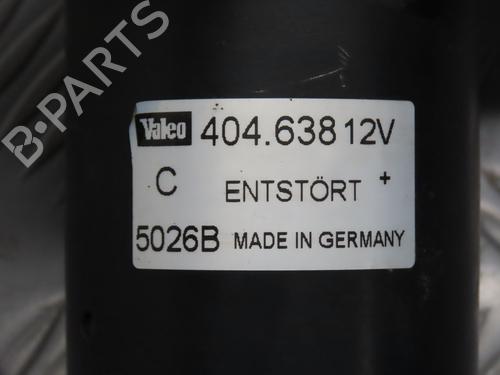 B-PARTS
Valeo 404.638 12V
C ENTSTÖRT +
5026B MADE IN GERMANY